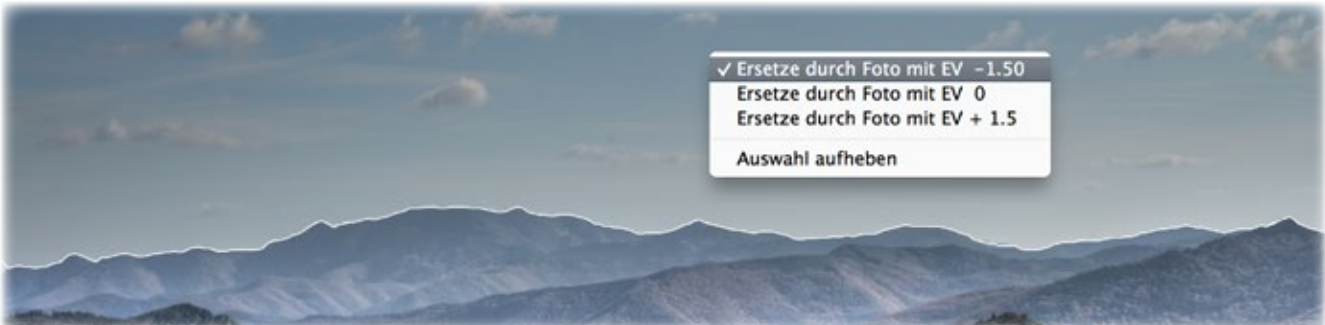 ✓ Ersetze durch Foto mit EV -1.50
Ersetze durch Foto mit EV 0
Ersetze durch Foto mit EV + 1.5
Auswahl aufheben